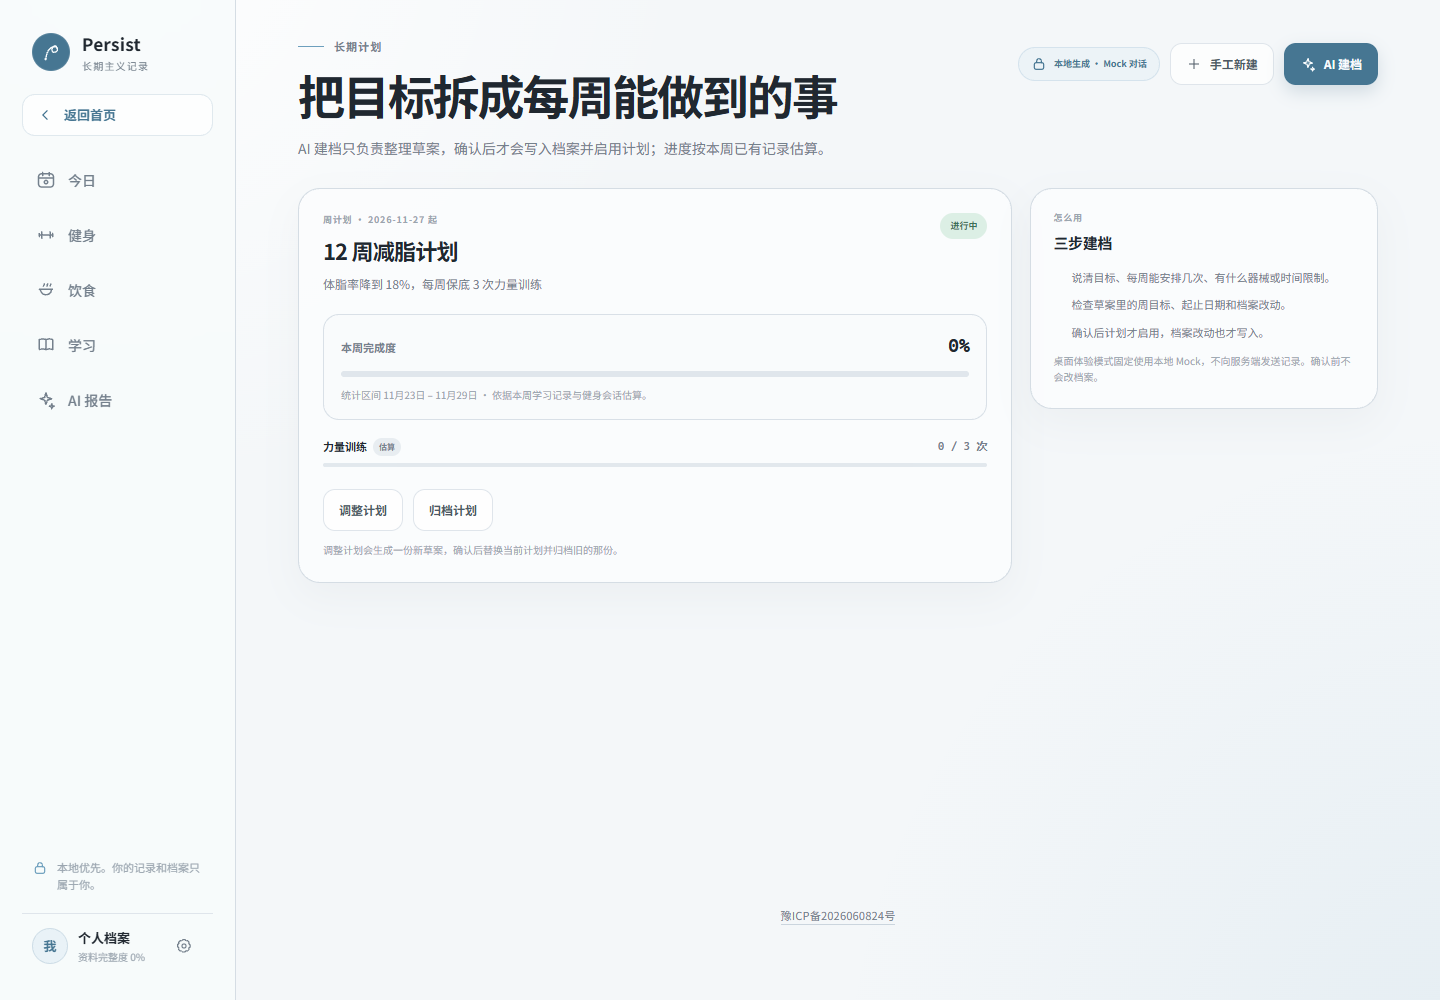 Persist
长期主义记录
返回首页
今日
健身
饮食
学习
AI 报告
本地优先。你的记录和档案只
属于你。
我
个人档案
资料完整度 0%
长期计划
把目标拆成每周能做到的事
AI 建档只负责整理草案，确认后才会写入档案并启用计划；进度按本周已有记录估算。
本地生成 · Mock 对话
手工新建
AI 建档
周计划 · 2026-11-27 起
进行中
12 周减脂计划
体脂率降到 18%，每周保底 3 次力量训练
本周完成度
0%
统计区间 11月23日 – 11月29日 · 依据本周学习记录与健身会话估算。
力量训练 估算
0 / 3 次
调整计划
归档计划
调整计划会生成一份新草案，确认后替换当前计划并归档旧的那份。
怎么用
三步建档
说清目标、每周能安排几次、有什么器械或时间限制。
检查草案里的周目标、起止日期和档案改动。
确认后计划才启用，档案改动也才写入。
桌面体验模式固定使用本地 Mock，不向服务端发送记录。确认前不
会改档案。
豫ICP备2026060824号